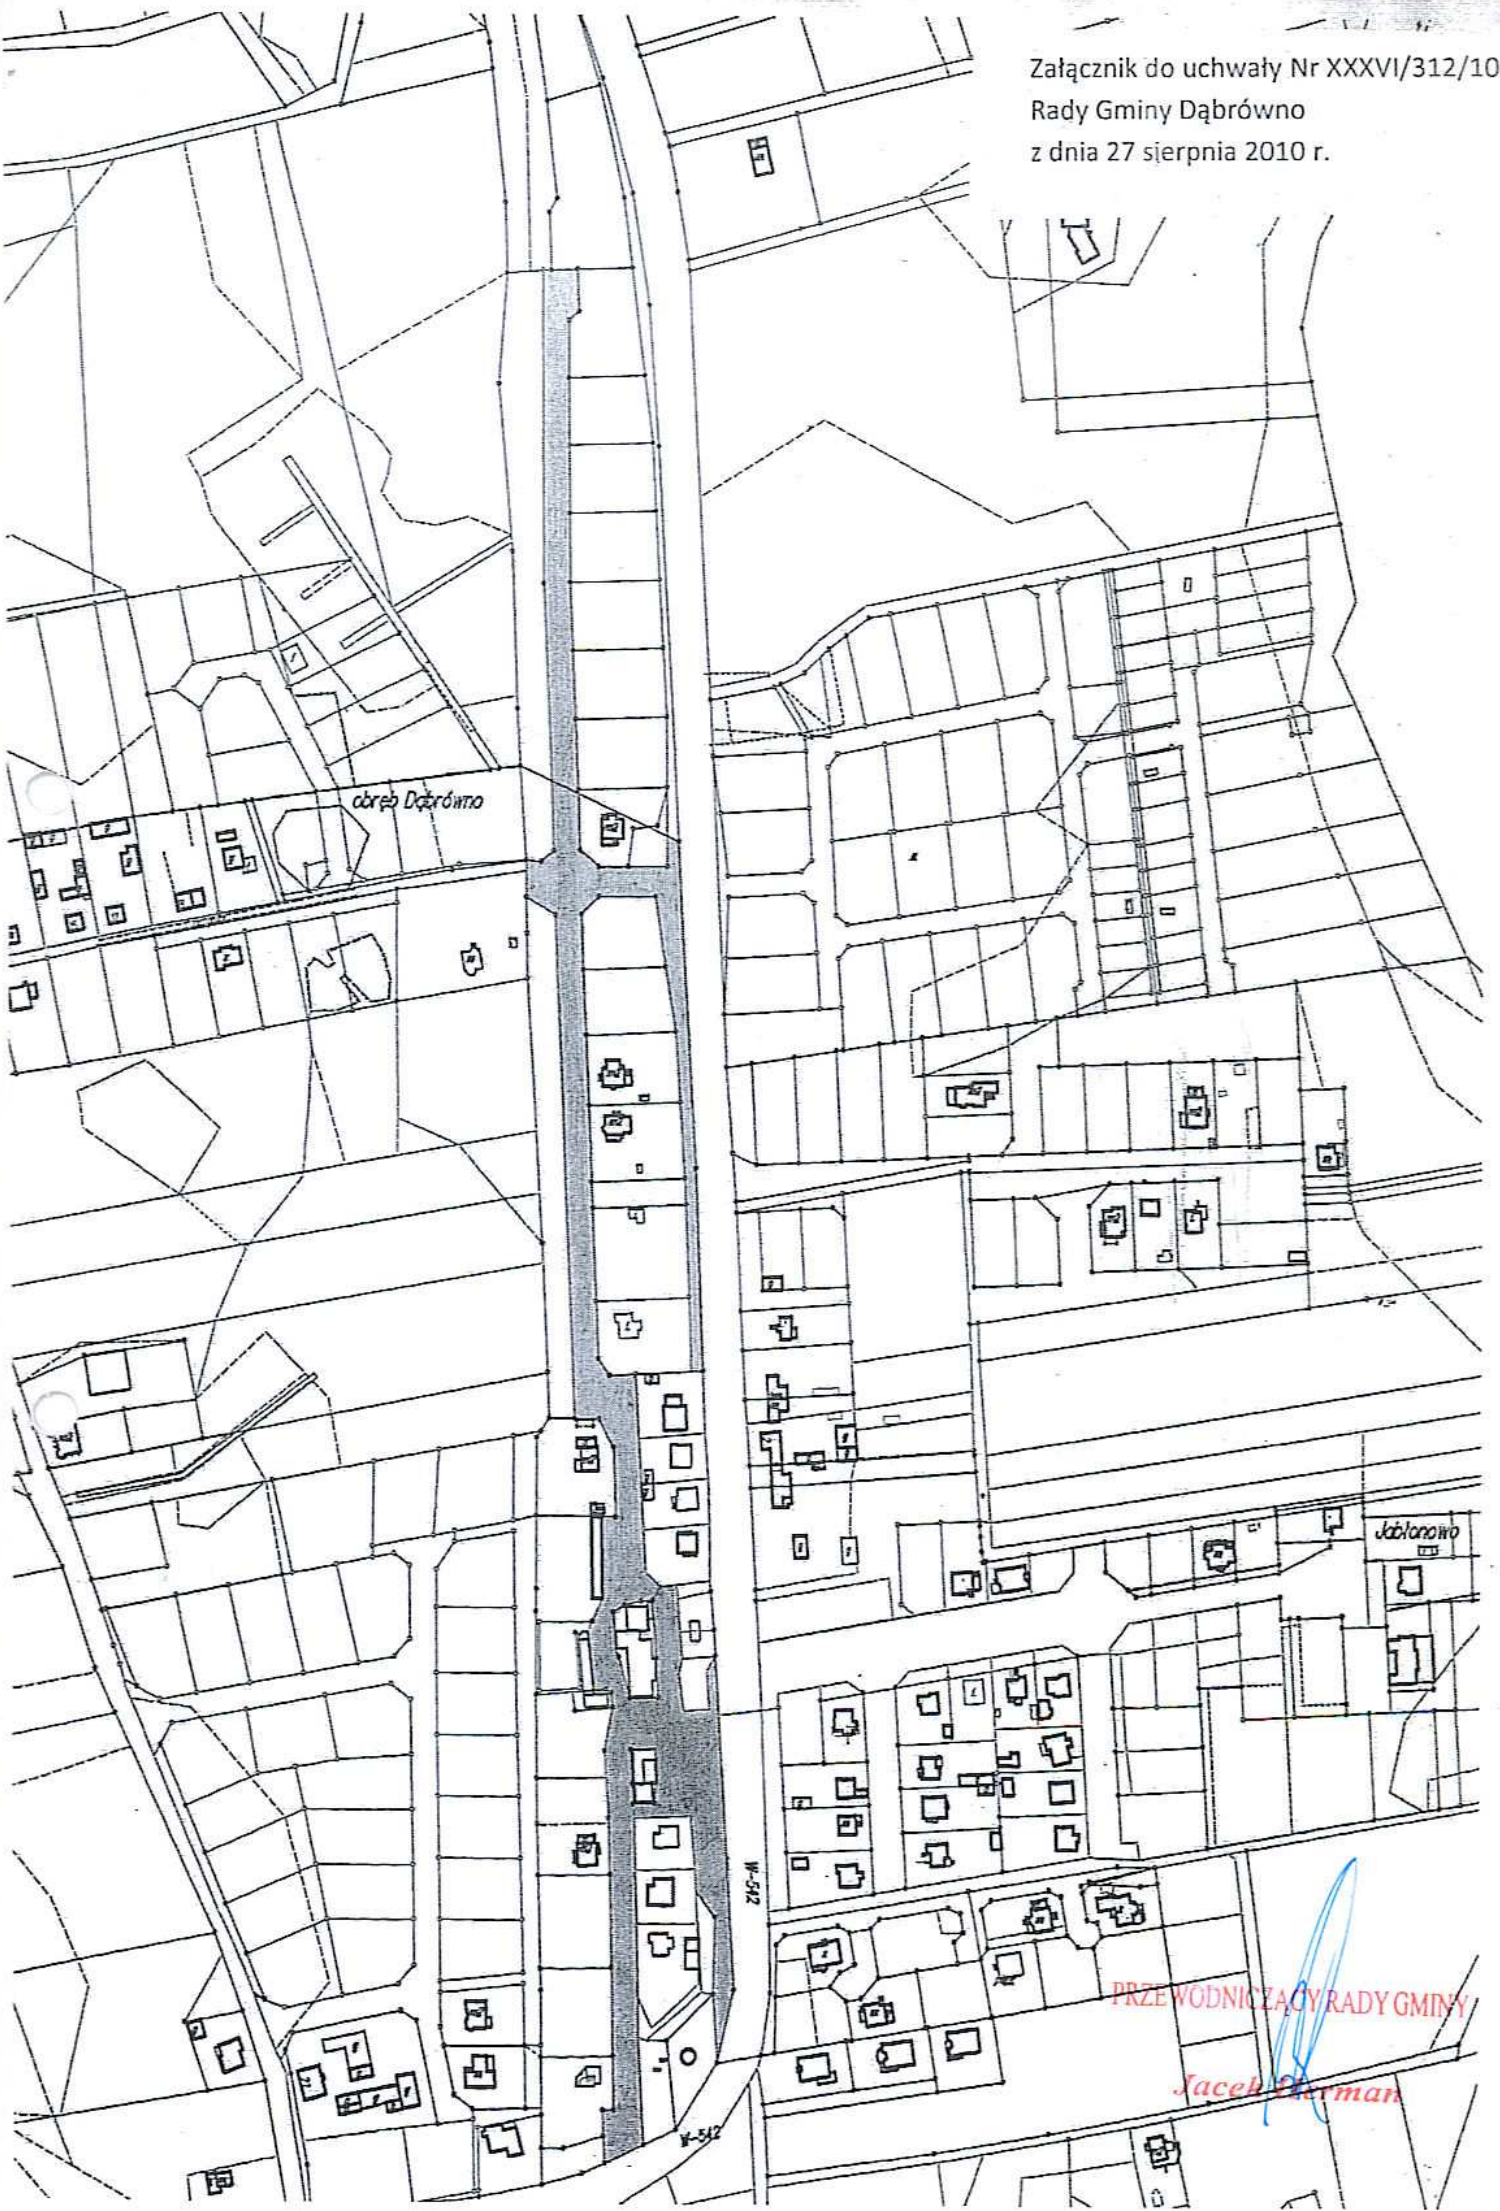 Załącznik do uchwały Nr XXXVI/312/10
Rady Gminy Dąbrówno
z dnia 27 sierpnia 2010 r.
obręb Dąbrówno
Jabłonowo
W-542
PRZEWODNICZĄCY RADY GMINY
Jacek
W-542